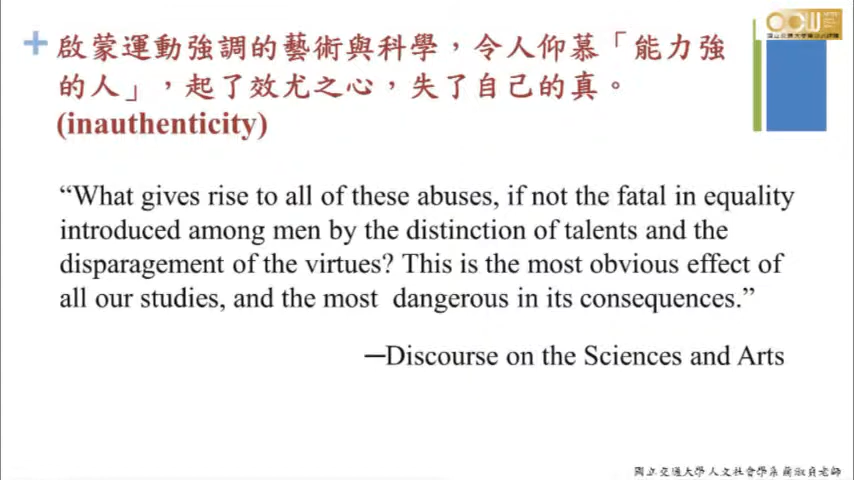 啟蒙運動強調的藝術與科學，令人仰慕「能力強
的人」，起了效尤之心，失了自己的真。
(inauthenticity)
“What gives rise to all of these abuses, if not the fatal in equality
introduced among men by the distinction of talents and the
disparagement of the virtues? This is the most obvious effect of
all our studies, and the most dangerous in its consequences.”
─Discourse on the Sciences and Arts
國立交通大學人文社會學系蔣淑貞老師